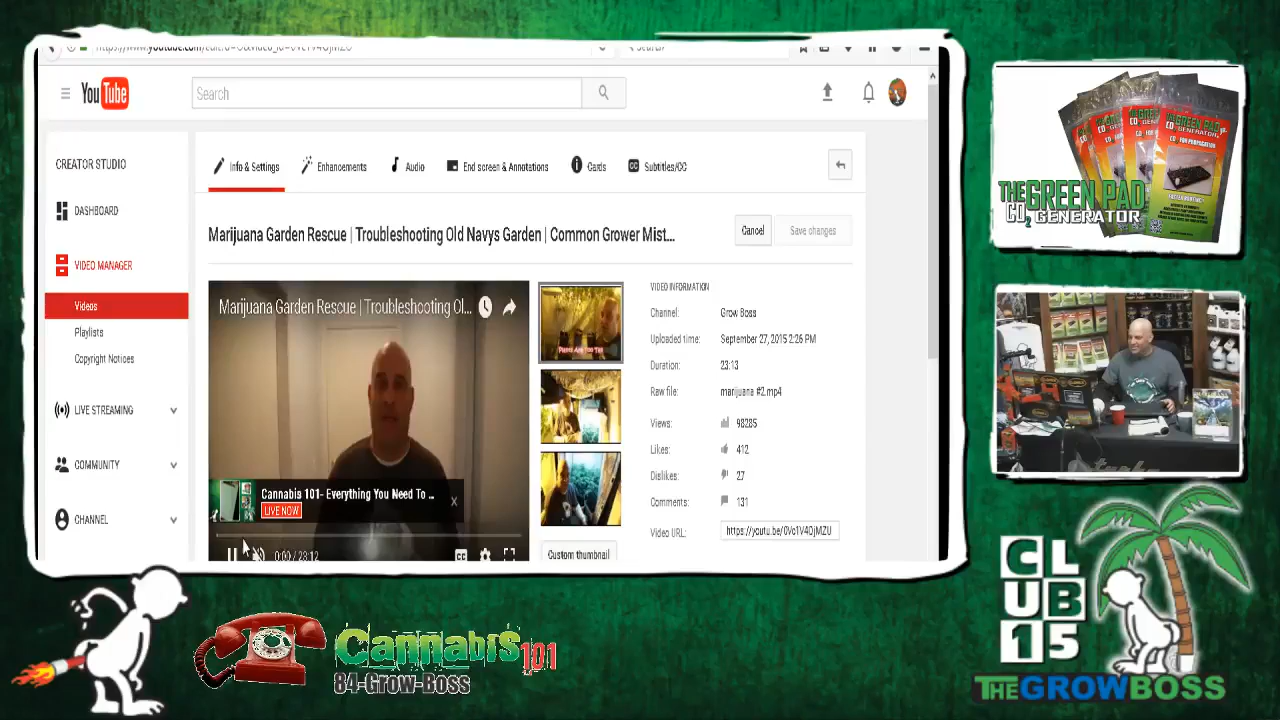 YouTube
Search
CREATOR STUDIO
DASHBOARD
VIDEO MANAGER
Videos
Playlists
Copyright Notices
LIVE STREAMING
COMMUNITY
CHANNEL
Info & Settings
Enhancements
Audio
End screen & Annotations
Cards
Subtitles/CC
Marijuana Garden Rescue | Troubleshooting Old Navys Garden | Common Grower Mist...
Cancel
Save changes
Marijuana Garden Rescue | Troubleshooting Ol...
Cannabis 101- Everything You Need To ...
LIVE NOW
0:00 / 23:12
CC
Custom thumbnail
VIDEO INFORMATION
Channel: Grow Boss
Uploaded time: September 27, 2015 2:26 PM
Duration: 23:13
Raw file: marijuana #2.mp4
Views: 98285
Likes: 412
Dislikes: 27
Comments: 131
Video URL: https://youtu.be/0Vc1V4QjMZU
THE GREEN PAD
CO2 GENERATOR
Cannabis 101
84-Grow-Boss
CLUB 15
THEGROWBOSS